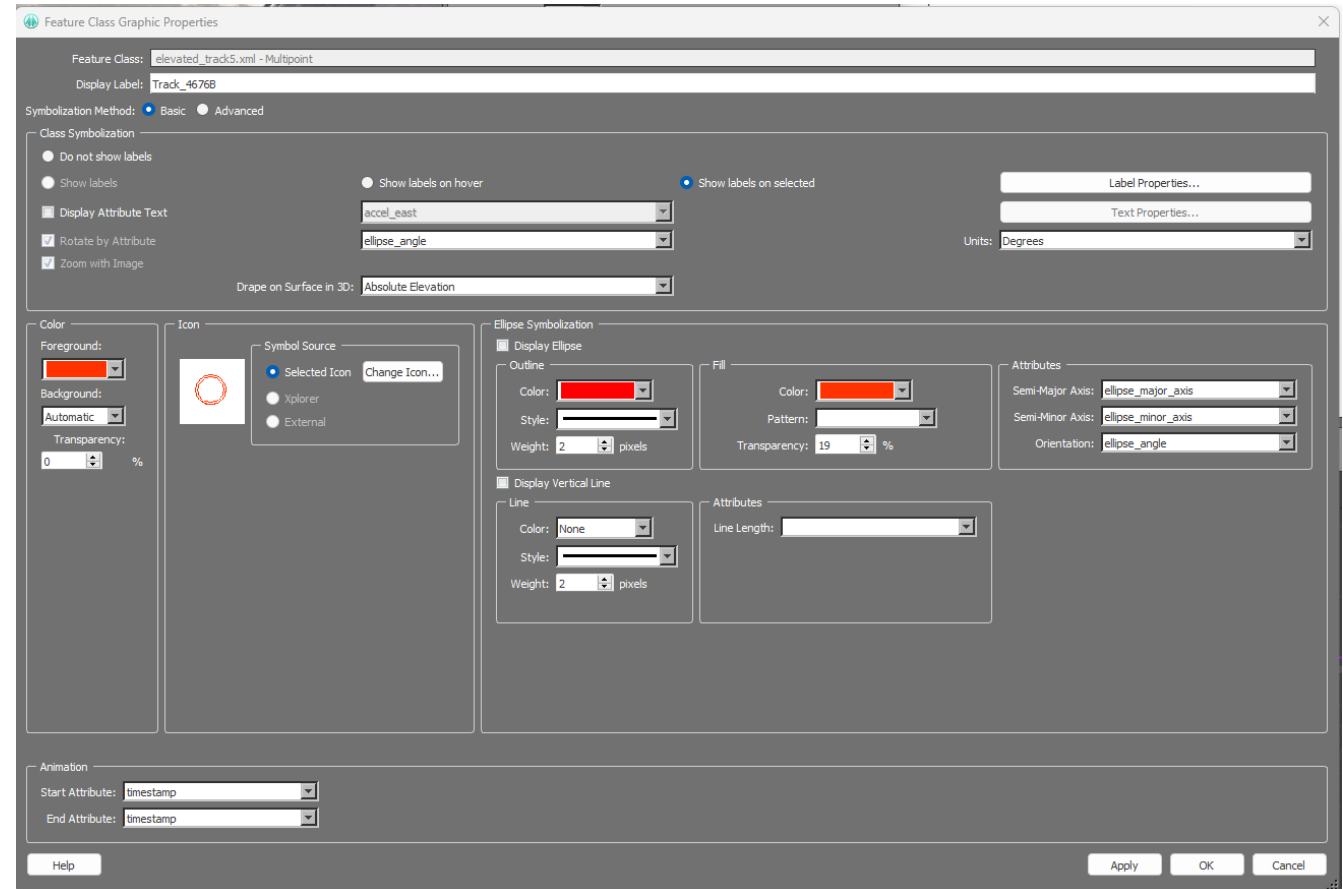 Feature Class Graphic Properties
Feature Class: elevated_track5.xml - Multipoint
Display Label: Track_4676B
Symbolization Method: Basic Advanced
Class Symbolization
Do not show labels
Show labels Show labels on hover Show labels on selected Label Properties...
Display Attribute Text accel_east Text Properties...
Rotate by Attribute ellipse_angle Units: Degrees
Zoom with Image
Drape on Surface in 3D: Absolute Elevation
Color
Foreground:
Background:
Automatic
Transparency:
0 %
Icon
Symbol Source
Selected Icon Change Icon...
Xplorer
External
Ellipse Symbolization
Display Ellipse
Outline
Color:
Style:
Weight: 2 pixels
Fill
Color:
Pattern:
Transparency: 19 %
Attributes
Semi-Major Axis: ellipse_major_axis
Semi-Minor Axis: ellipse_minor_axis
Orientation: ellipse_angle
Display Vertical Line
Line
Color: None
Style:
Weight: 2 pixels
Attributes
Line Length:
Animation
Start Attribute: timestamp
End Attribute: timestamp
Help Apply OK Cancel